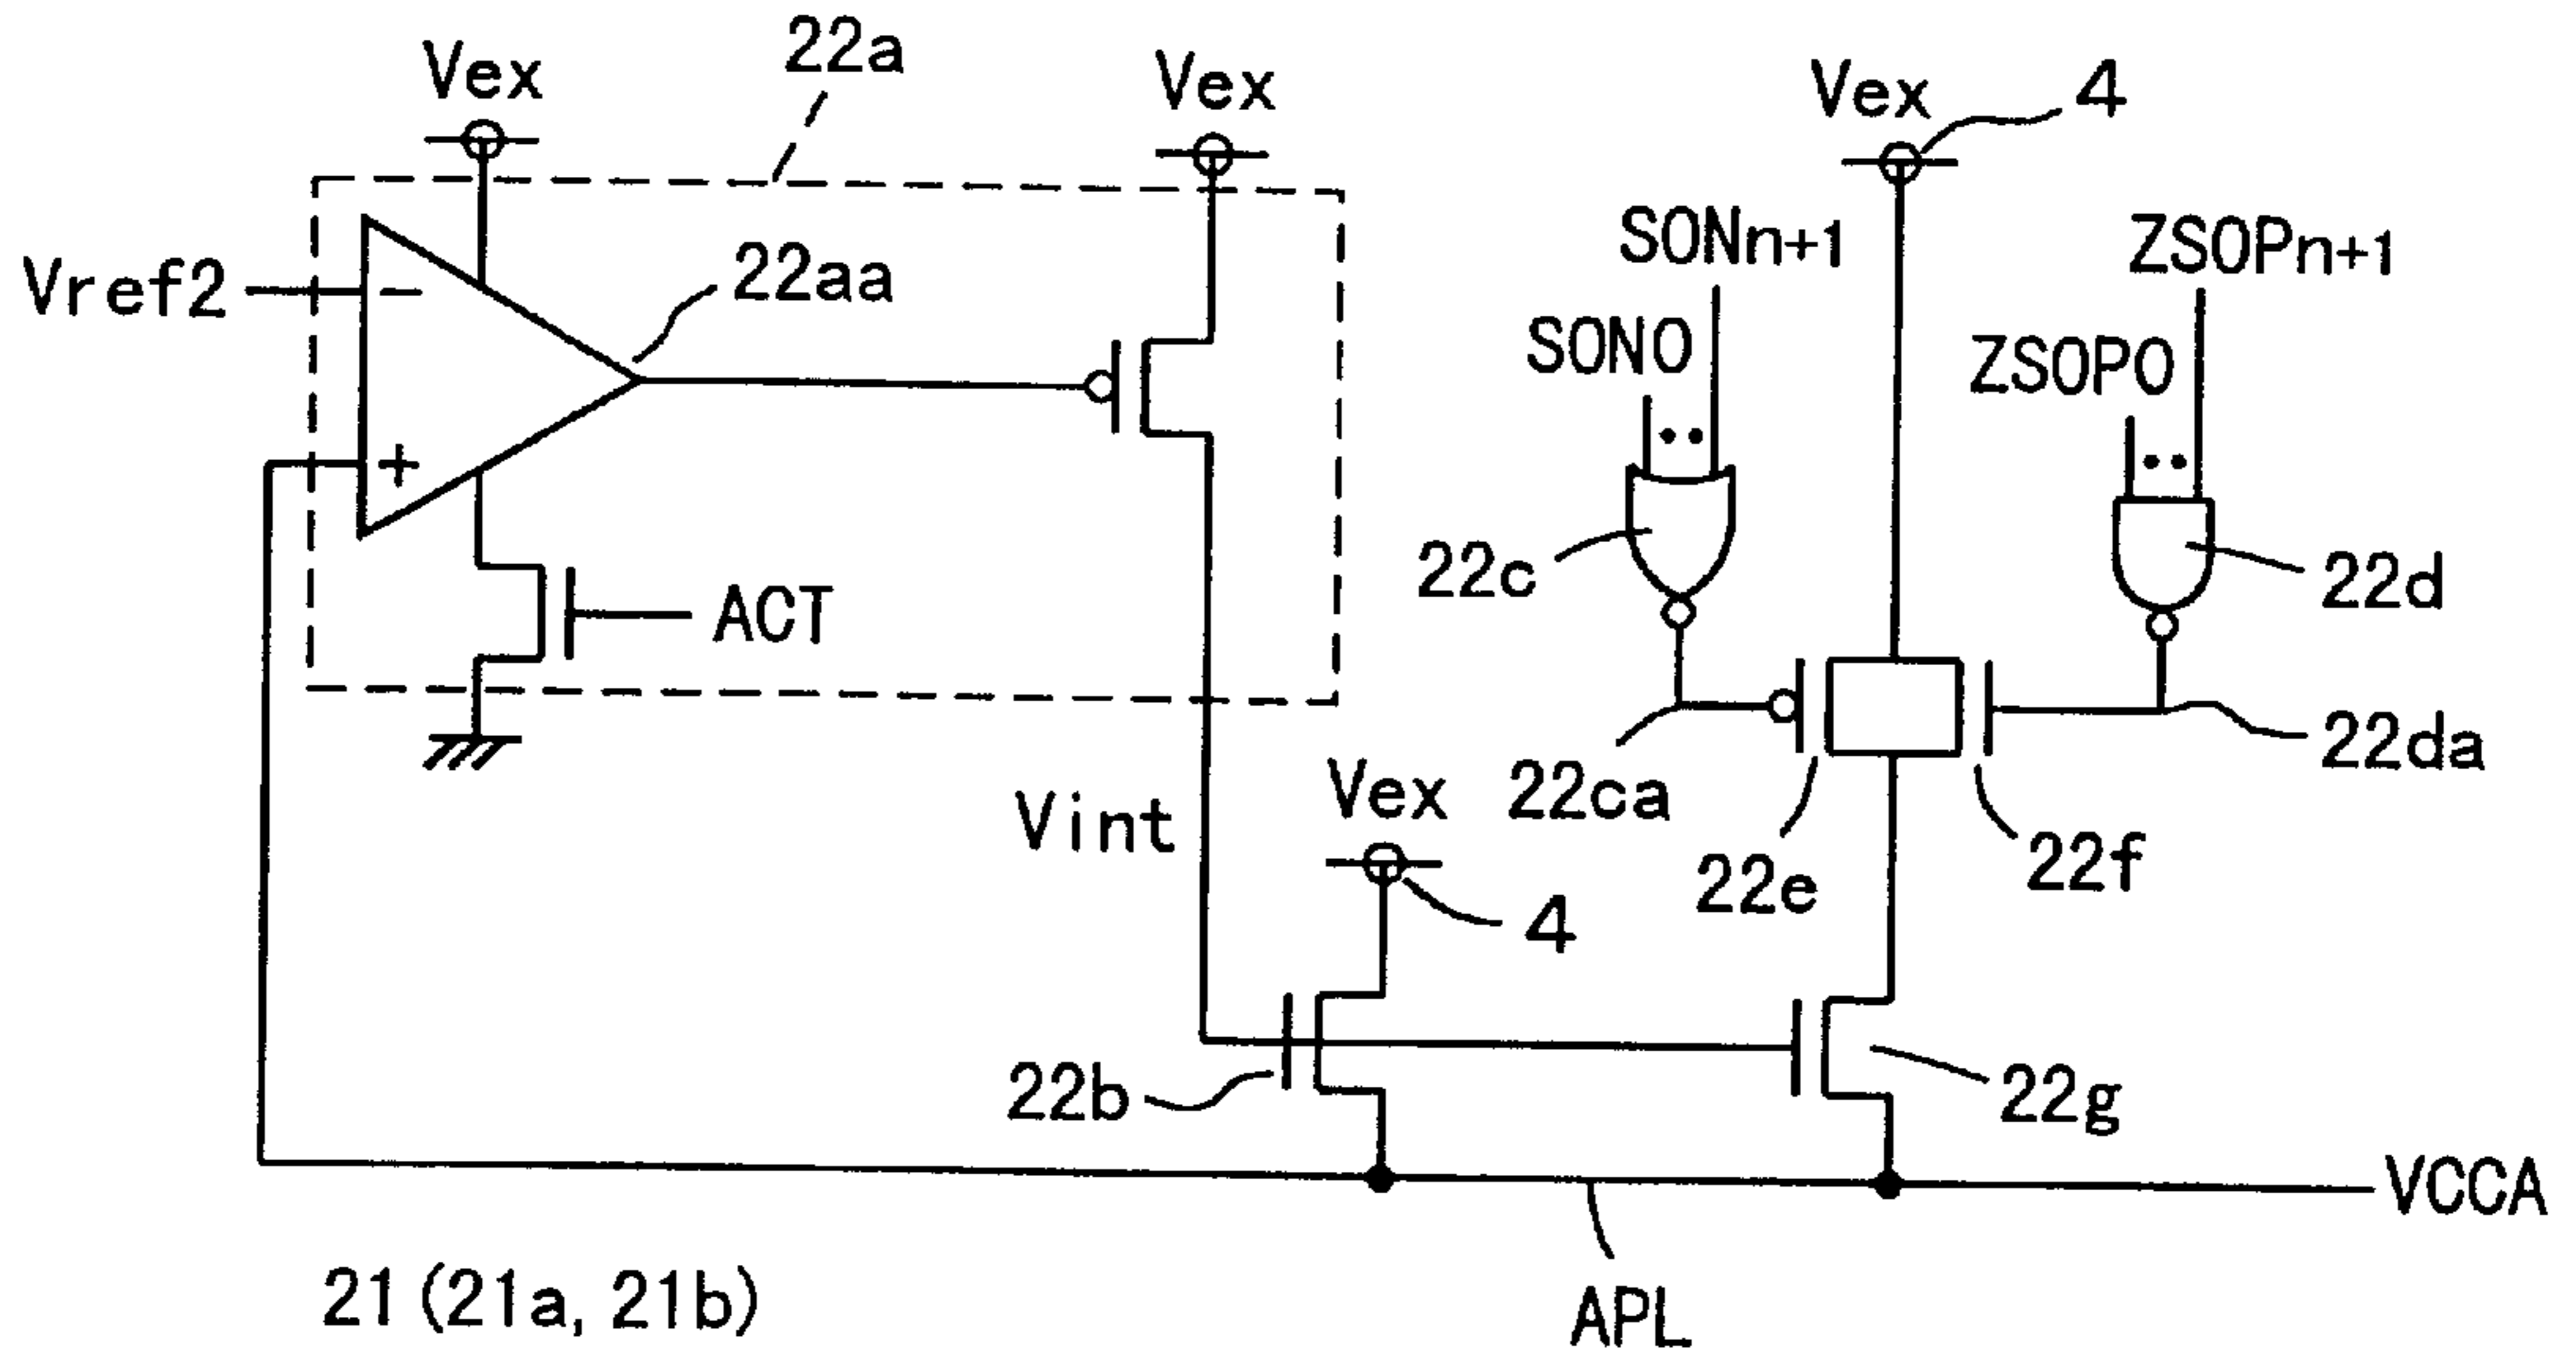 22a
Vex
Vex
Vex
4
SONn+1
ZSOPn+1
Vref2
−
22aa
SON0
ZSOP0
+
22c
22d
ACT
22ca
22da
Vint
Vex
22e
22f
4
22b
22g
VCCA
21 (21a, 21b)
APL